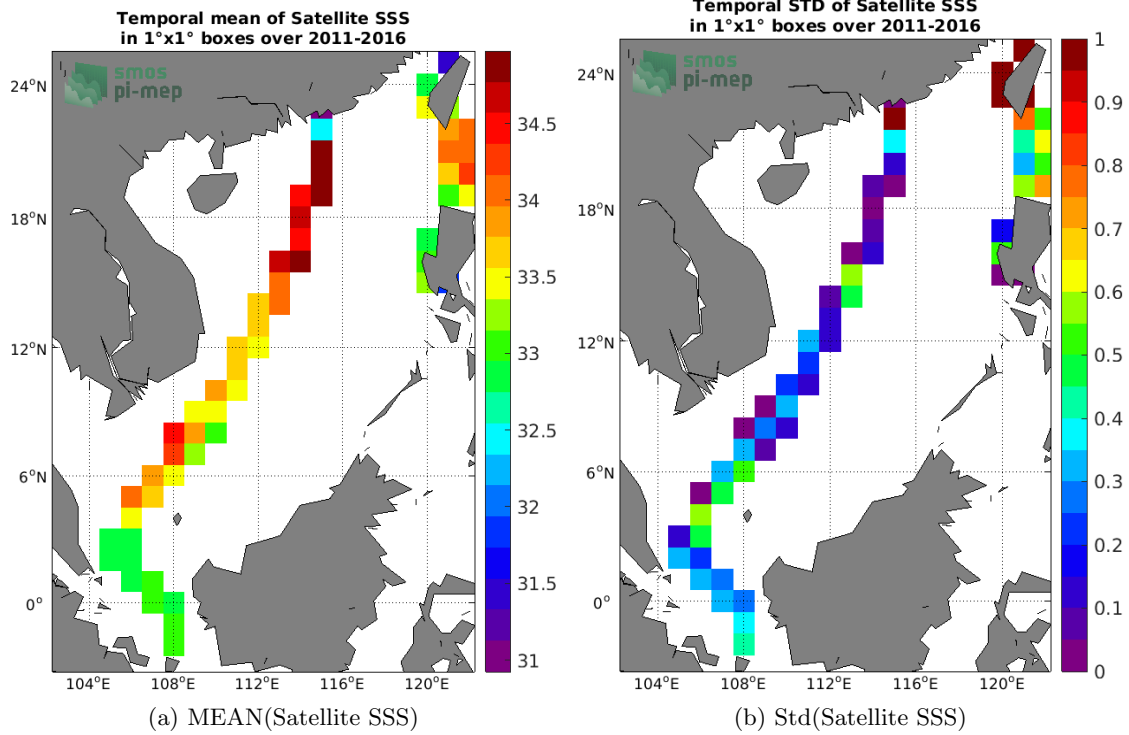 Temporal mean of Satellite SSS
in 1°x1° boxes over 2011-2016
smos
pi-mep
24°N
18°N
12°N
6°N
0°
104°E
108°E
112°E
116°E
120°E
34.5
34
33.5
33
32.5
32
31.5
31
(a) MEAN(Satellite SSS)
Temporal STD of Satellite SSS
in 1°x1° boxes over 2011-2016
smos
pi-mep
24°N
18°N
12°N
6°N
0°
104°E
108°E
112°E
116°E
120°E
1
0.9
0.8
0.7
0.6
0.5
0.4
0.3
0.2
0.1
0
(b) Std(Satellite SSS)